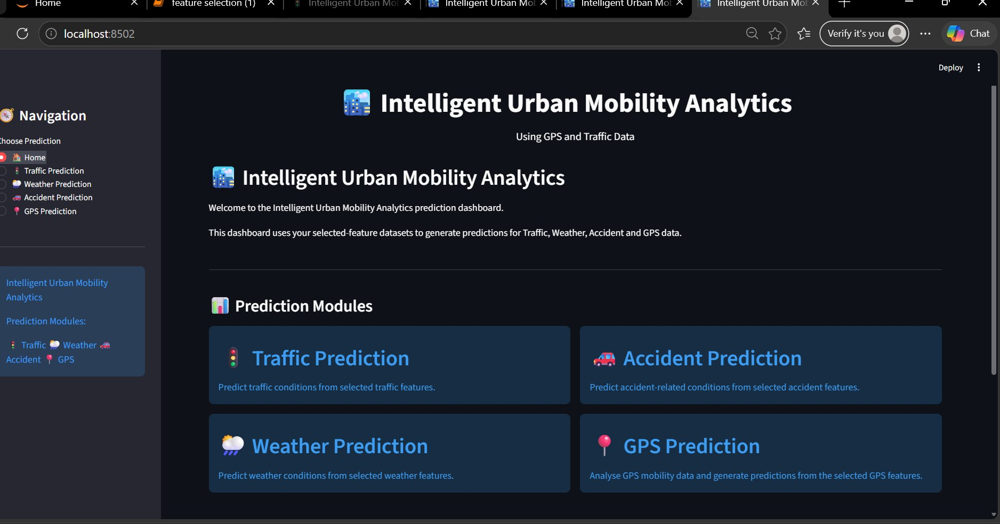 Home
feature selection (1)
Intelligent Urban Mo
Intelligent Urban Mo
Intelligent Urban Mo
Intelligent Urban Mo
localhost:8502
Verify it's you
Chat
Deploy
Navigation
Choose Prediction
Home
Traffic Prediction
Weather Prediction
Accident Prediction
GPS Prediction
Intelligent Urban Mobility
Analytics
Prediction Modules:
Traffic Weather
Accident GPS
Intelligent Urban Mobility Analytics
Using GPS and Traffic Data
Intelligent Urban Mobility Analytics
Welcome to the Intelligent Urban Mobility Analytics prediction dashboard.
This dashboard uses your selected-feature datasets to generate predictions for Traffic, Weather, Accident and GPS data.
Prediction Modules
Traffic Prediction
Predict traffic conditions from selected traffic features.
Accident Prediction
Predict accident-related conditions from selected accident features.
Weather Prediction
Predict weather conditions from selected weather features.
GPS Prediction
Analyse GPS mobility data and generate predictions from the selected GPS features.